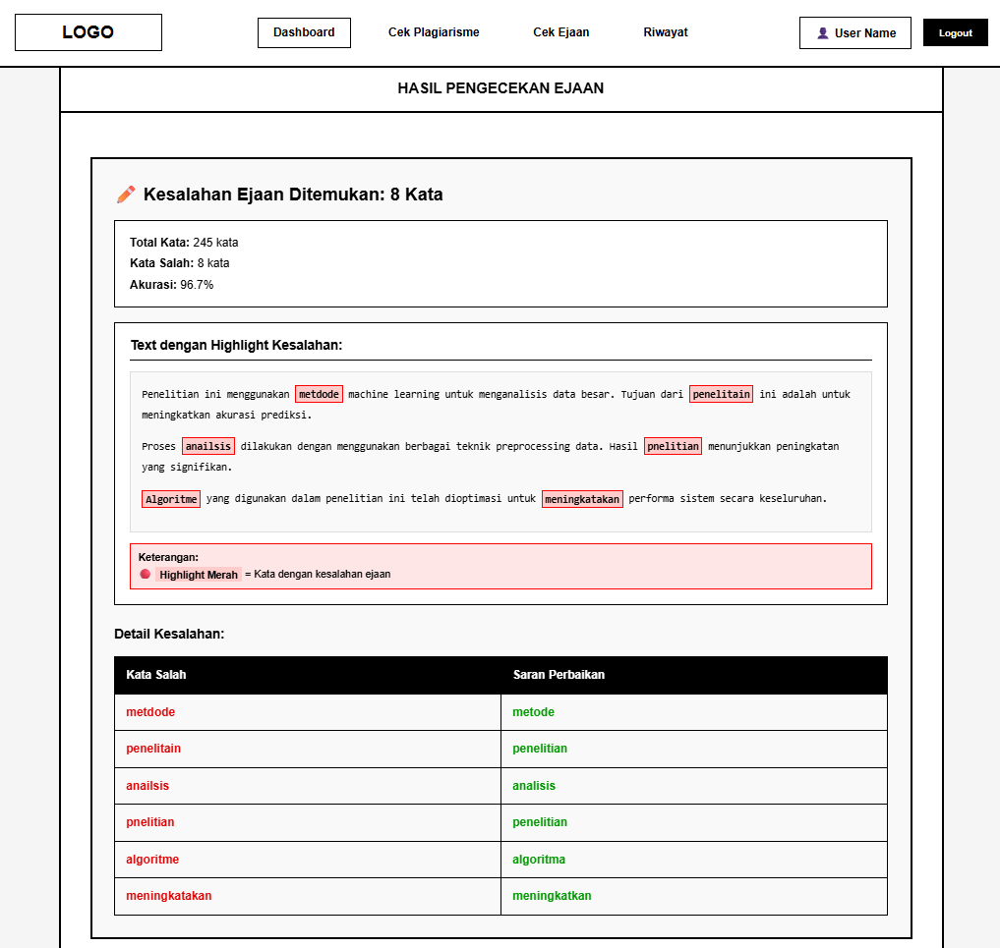 LOGO
Dashboard
Cek Plagiarisme
Cek Ejaan
Riwayat
User Name
Logout
HASIL PENGECEKAN EJAAN
Kesalahan Ejaan Ditemukan: 8 Kata
Total Kata: 245 kata
Kata Salah: 8 kata
Akurasi: 96.7%
Text dengan Highlight Kesalahan:
Penelitian ini menggunakan metdode machine learning untuk menganalisis data besar. Tujuan dari penelitain ini adalah untuk
meningkatkan akurasi prediksi.
Proses anailsis dilakukan dengan menggunakan berbagai teknik preprocessing data. Hasil pnelitian menunjukkan peningkatan
yang signifikan.
Algoritme yang digunakan dalam penelitian ini telah dioptimasi untuk meningkatakan performa sistem secara keseluruhan.
Keterangan:
Highlight Merah = Kata dengan kesalahan ejaan
Detail Kesalahan:
Kata Salah Saran Perbaikan
metdode metode
penelitain penelitian
anailsis analisis
pnelitian penelitian
algoritme algoritma
meningkatakan meningkatkan